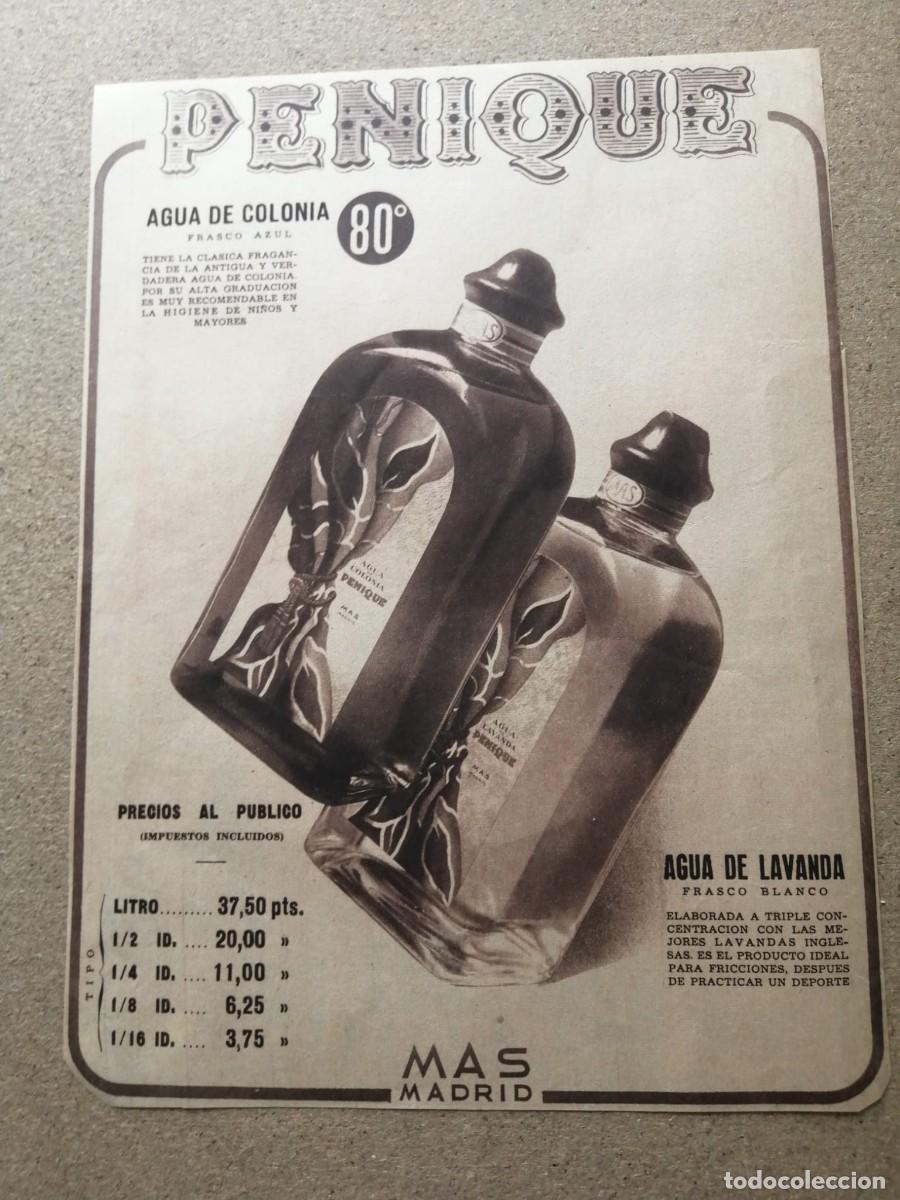 PENIQUE
AGUA DE COLONIA 80°
FRASCO AZUL
TIENE LA CLASICA FRAGAN-
CIA DE LA ANTIGUA Y VER-
DADERA AGUA DE COLONIA.
POR SU ALTA GRADUACION
ES MUY RECOMENDABLE EN
LA HIGIENE DE NIÑOS Y
MAYORES
MAS
MAS
AGUA
COLONIA
PENIQUE
MAS
AGUA
LAVANDA
PENIQUE
MAS
PRECIOS AL PUBLICO
(IMPUESTOS INCLUIDOS)
TIPO
LITRO......... 37,50 pts.
1/2 ID. .... 20,00 »
1/4 ID. .... 11,00 »
1/8 ID. .... 6,25 »
1/16 ID. .... 3,75 »
AGUA DE LAVANDA
FRASCO BLANCO
ELABORADA A TRIPLE CON-
CENTRACION CON LAS ME-
JORES LAVANDAS INGLE-
SAS. ES EL PRODUCTO IDEAL
PARA FRICCIONES, DESPUES
DE PRACTICAR UN DEPORTE
MAS
MADRID
todocoleccion